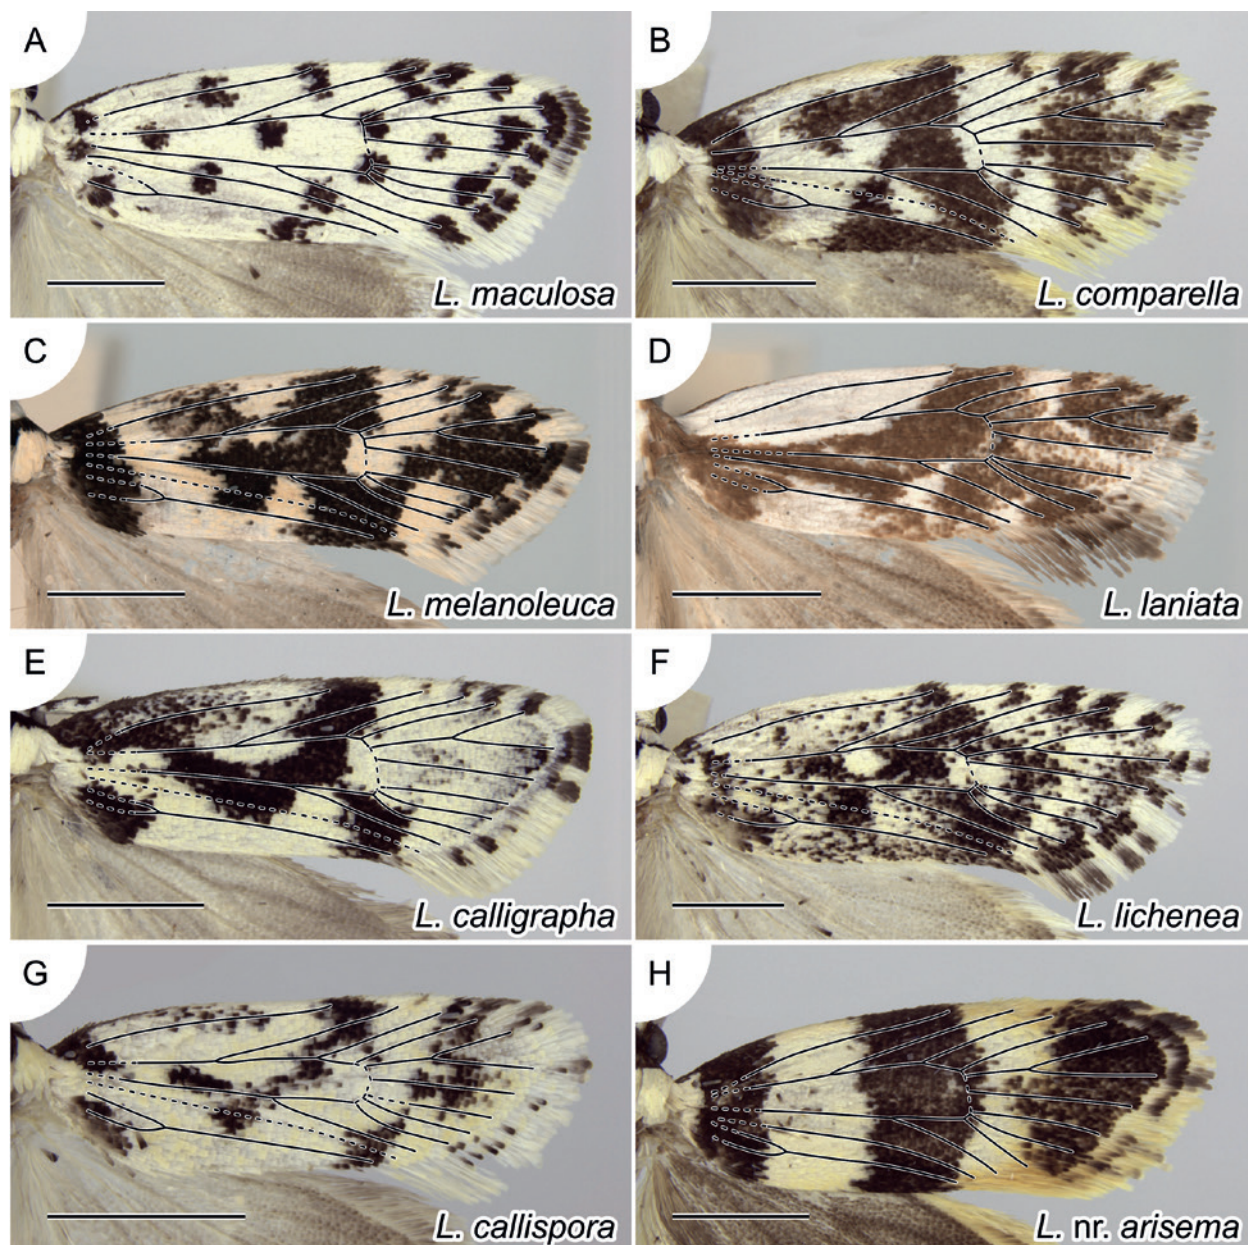 A
L. maculosa
B
L. comparella
C
L. melanoleuca
D
L. laniata
E
L. calligrapha
F
L. lichenea
G
L. callispora
H
L. nr. arisema